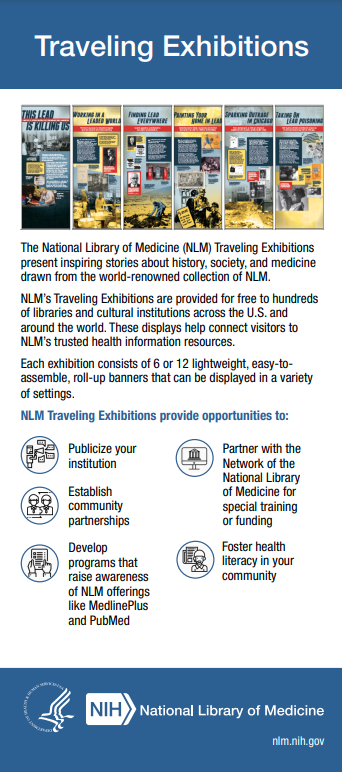 Traveling Exhibitions
THIS LEAD
IS KILLING US
WORKING IN A
LEADED WORLD
FINDING LEAD
EVERYWHERE
PAINTING YOUR
HOME IN LEAD
SPARKING OUTRAGE
IN CHICAGO
TAKING ON
LEAD POISONING
The National Library of Medicine (NLM) Traveling Exhibitions
present inspiring stories about history, society, and medicine
drawn from the world-renowned collection of NLM.
NLM’s Traveling Exhibitions are provided for free to hundreds
of libraries and cultural institutions across the U.S. and
around the world. These displays help connect visitors to
NLM’s trusted health information resources.
Each exhibition consists of 6 or 12 lightweight, easy-to-
assemble, roll-up banners that can be displayed in a variety
of settings.
NLM Traveling Exhibitions provide opportunities to:
Publicize your
institution
Establish
community
partnerships
Develop
programs that
raise awareness
of NLM offerings
like MedlinePlus
and PubMed
Partner with the
Network of the
National Library
of Medicine for
special training
or funding
Foster health
literacy in your
community
NIH National Library of Medicine
nlm.nih.gov